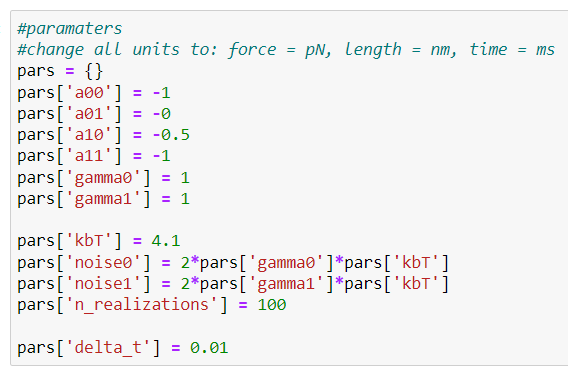 #paramaters
#change all units to: force = pN, length = nm, time = ms
pars = {}
pars['a00'] = -1
pars['a01'] = -0
pars['a10'] = -0.5
pars['a11'] = -1
pars['gamma0'] = 1
pars['gamma1'] = 1
pars['kbT'] = 4.1
pars['noise0'] = 2*pars['gamma0']*pars['kbT']
pars['noise1'] = 2*pars['gamma1']*pars['kbT']
pars['n_realizations'] = 100
pars['delta_t'] = 0.01